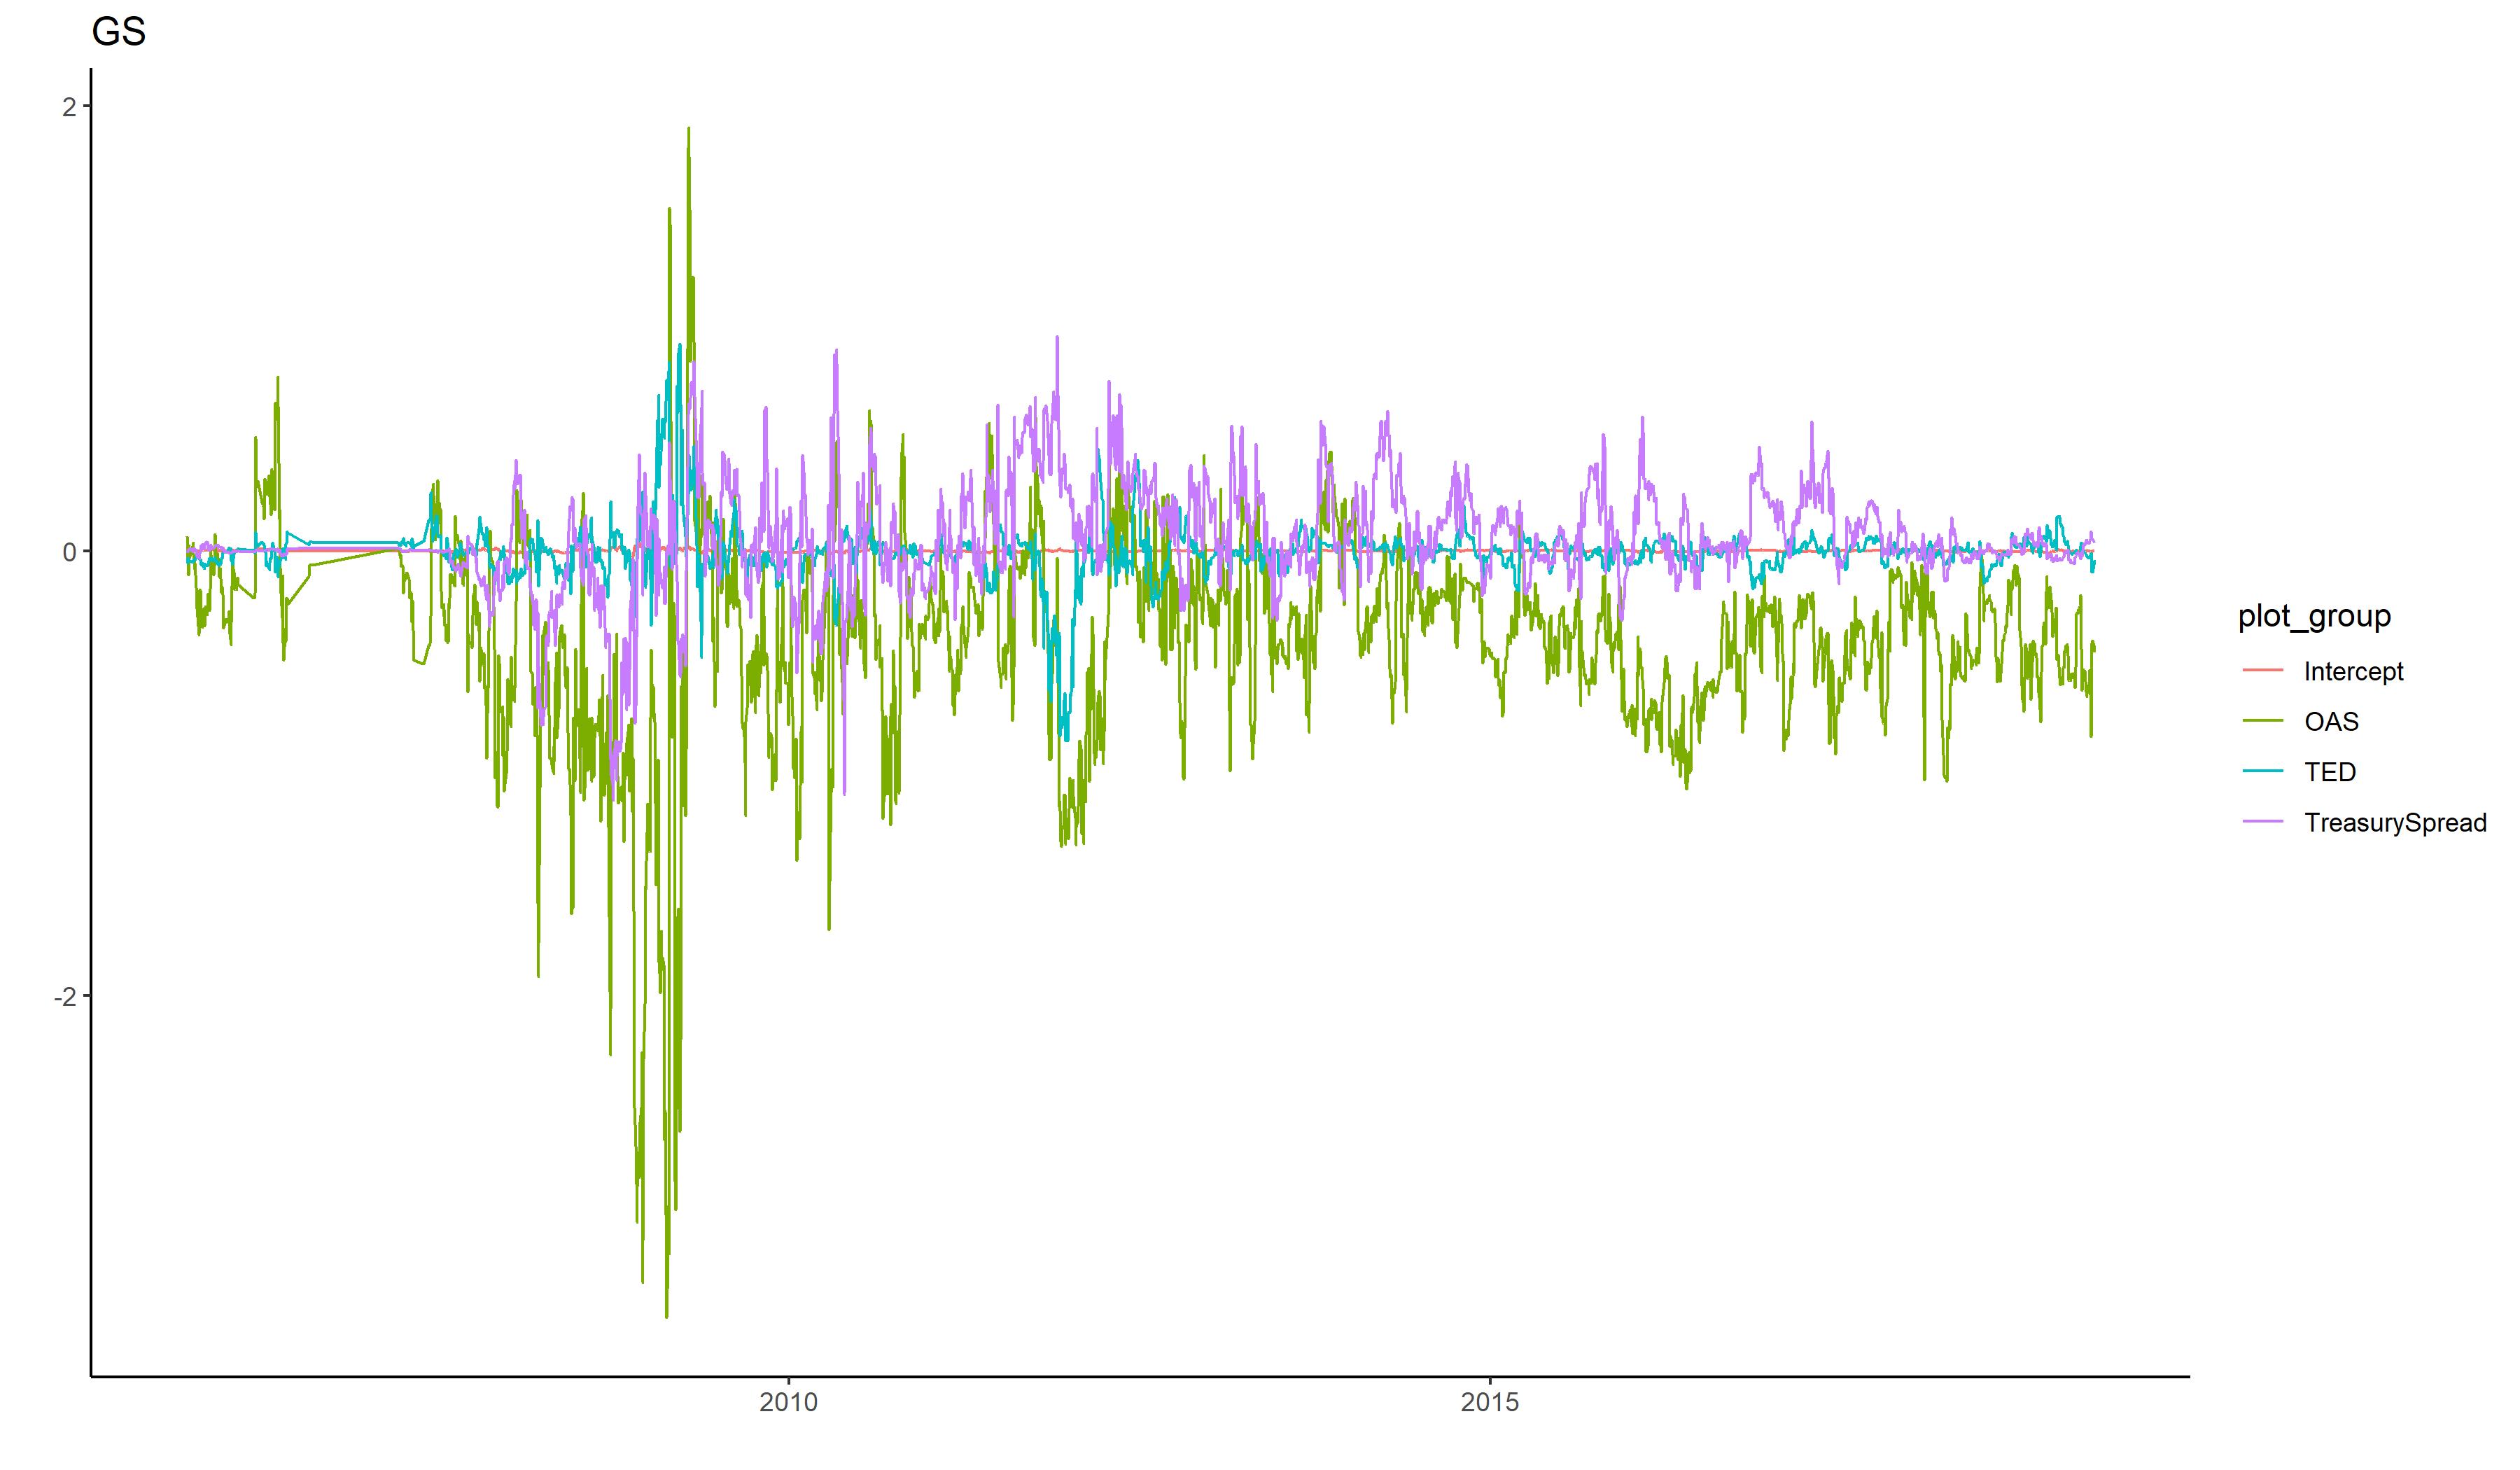 GS
2
0
-2
2010
2015
plot_group
Intercept
OAS
TED
TreasurySpread